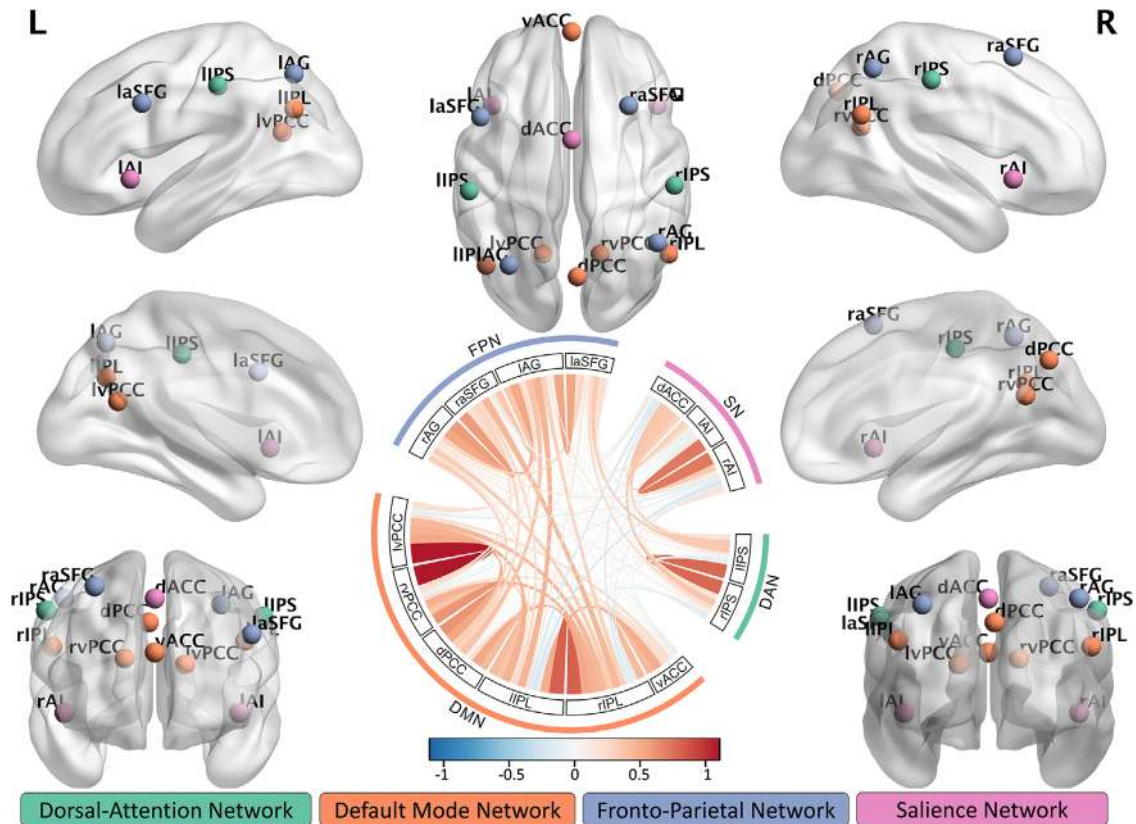 L
R
lAG
lIPS
laSFG
lIPL
lvPCC
lAI
vACC
lAI
raSFG
laSFG
dACC
lIPS
rIPS
lvPCC
rvPCC
rAG
lIPL
lAG
rIPL
dPCC
raSFG
rAG
rIPS
dPCC
rIPL
rvPCC
rAI
lAG
lIPS
laSFG
lIPL
lvPCC
lAI
raSFG
rIPS
rAG
dPCC
rIPL
rvPCC
rAI
FPN
rAG
raSFG
lAG
laSFG
SN
dACC
lAI
rAI
DAN
lIPS
rIPS
DMN
lvPCC
rvPCC
dPCC
lIPL
rIPL
vACC
raSFG
rAG
rIPS
dACC
lAG
lIPS
dPCC
laSFG
rIPL
rvPCC
vACC
lvPCC
rAI
lAI
raSFG
lAG
dACC
rAG
lIPS
rIPS
dPCC
lIPL
rIPL
lvPCC
vACC
rvPCC
lAI
rAI
-1 -0.5 0 0.5 1
Dorsal-Attention Network
Default Mode Network
Fronto-Parietal Network
Salience Network